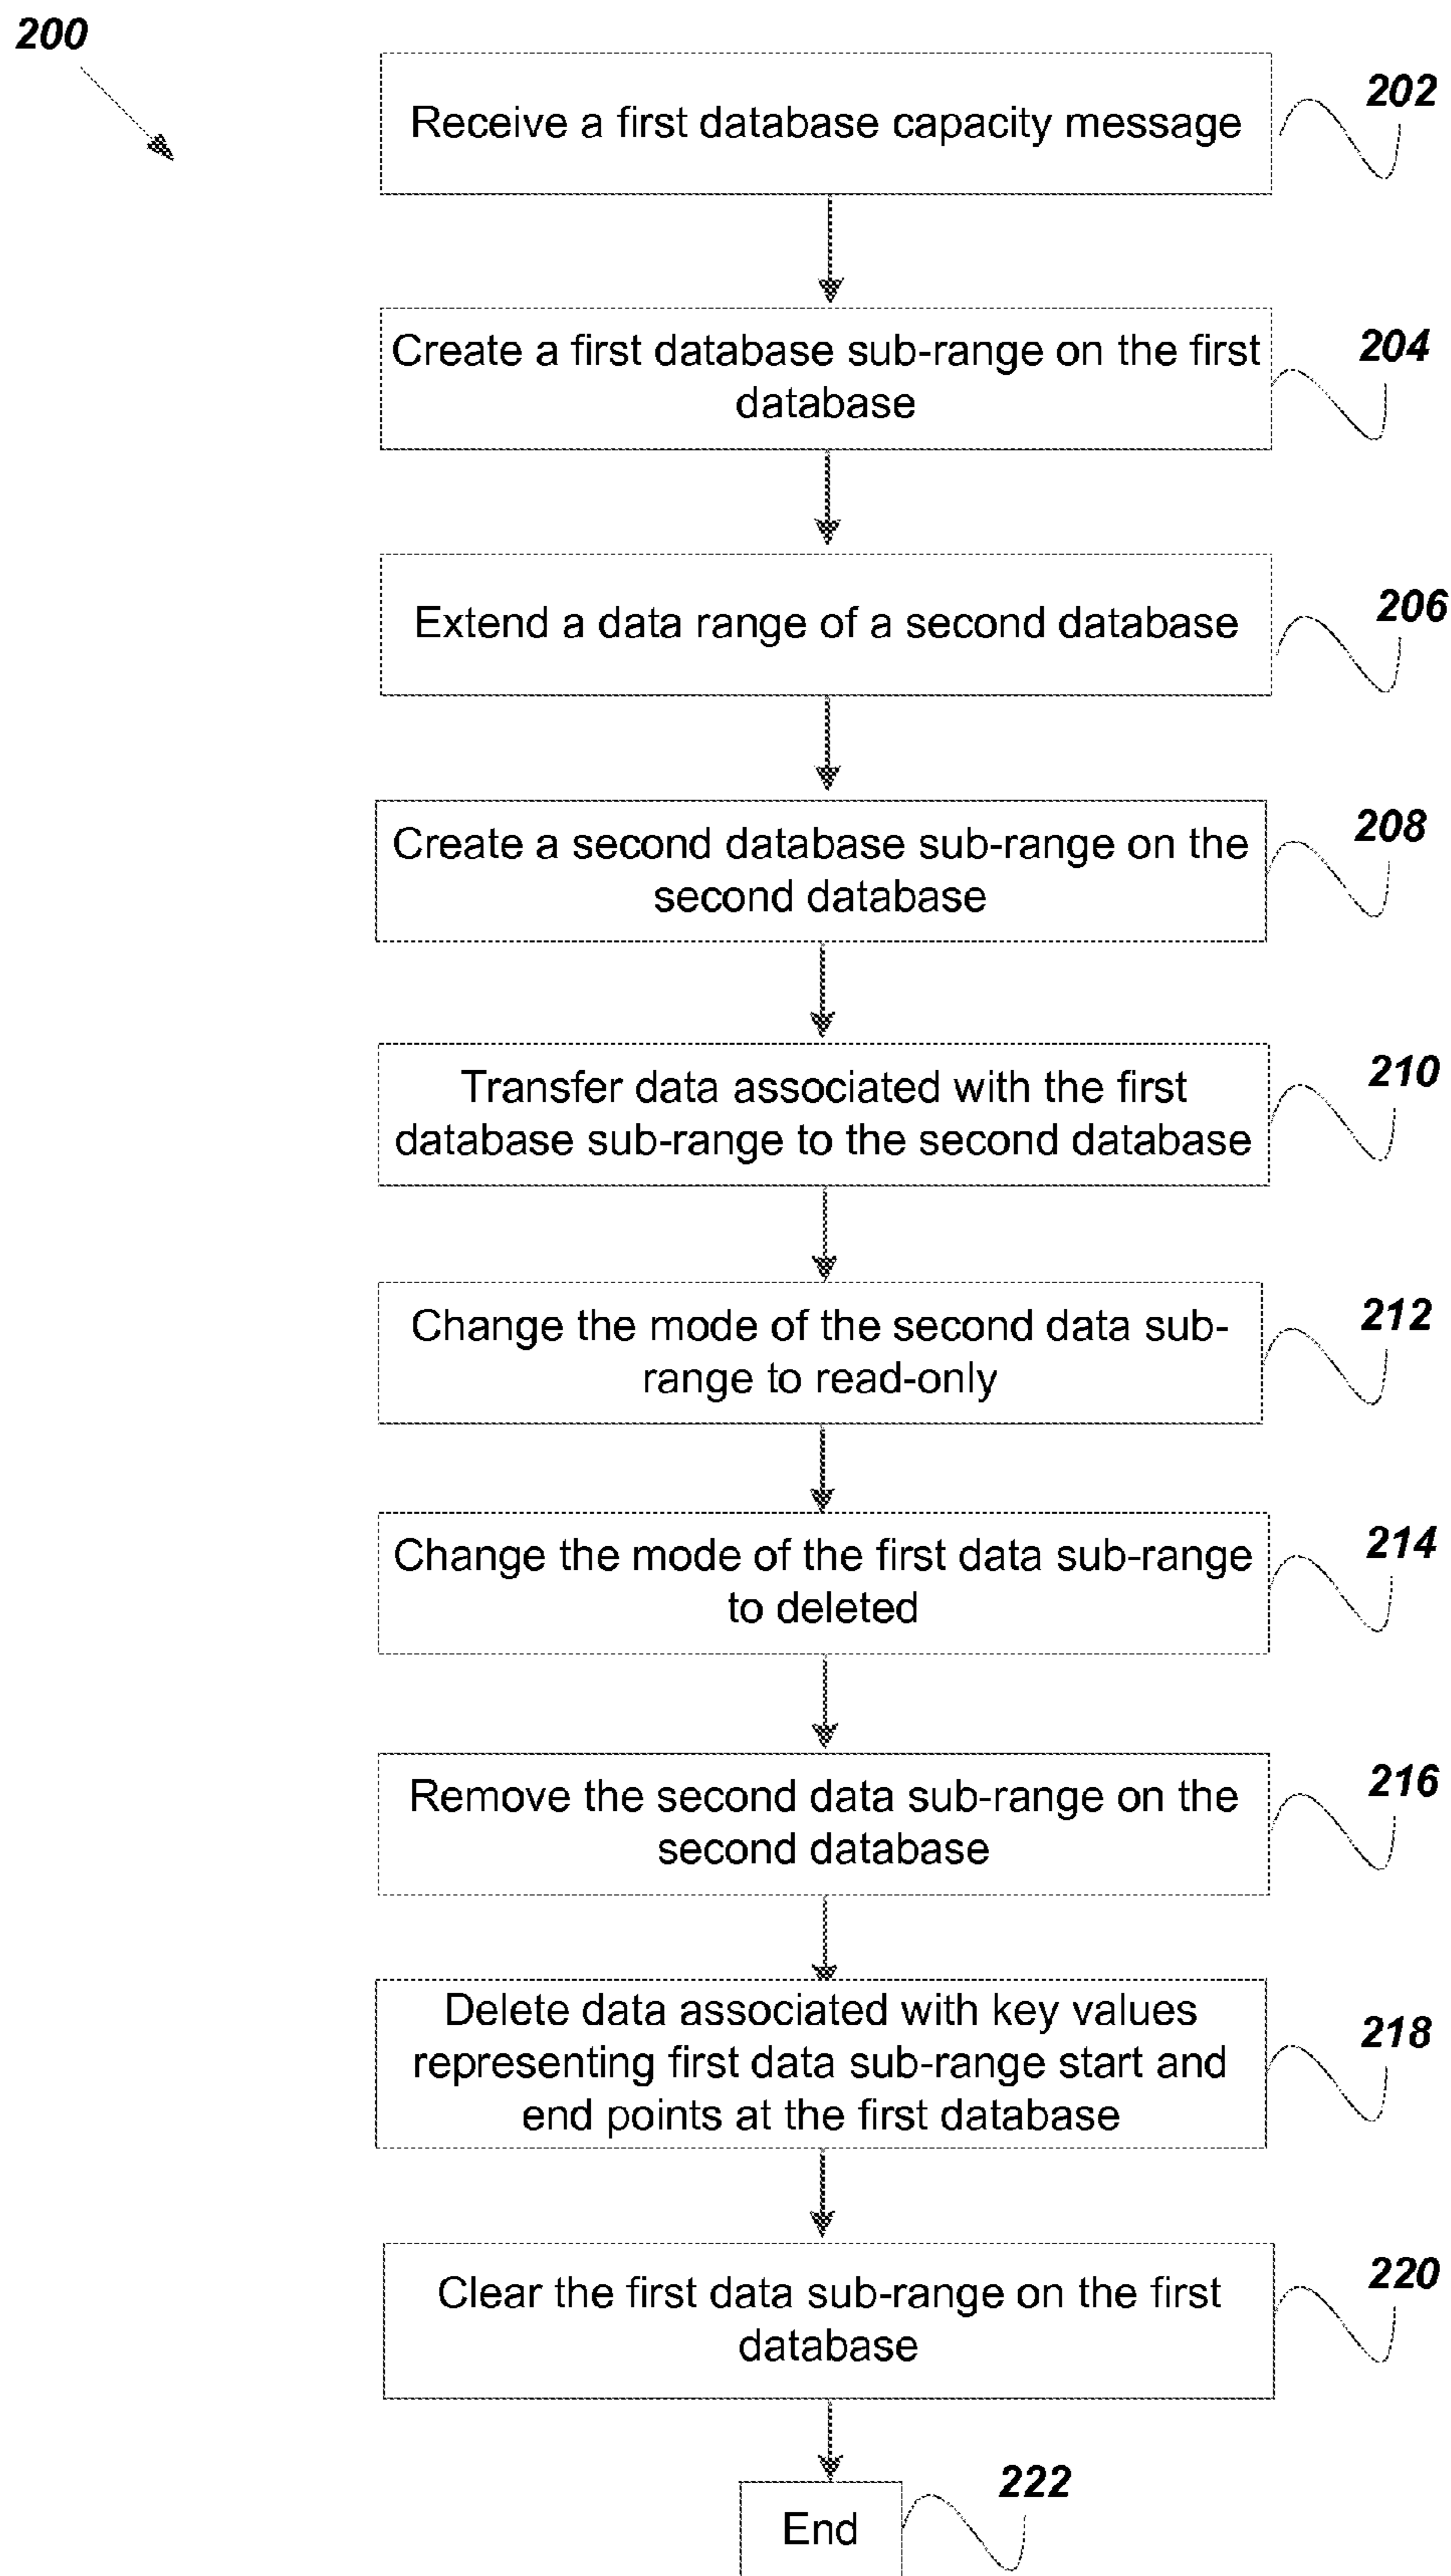 200
Receive a first database capacity message
202
Create a first database sub-range on the first
database
204
Extend a data range of a second database
206
Create a second database sub-range on the
second database
208
Transfer data associated with the first
database sub-range to the second database
210
Change the mode of the second data sub-
range to read-only
212
Change the mode of the first data sub-range
to deleted
214
Remove the second data sub-range on the
second database
216
Delete data associated with key values
representing first data sub-range start and
end points at the first database
218
Clear the first data sub-range on the first
database
220
End
222